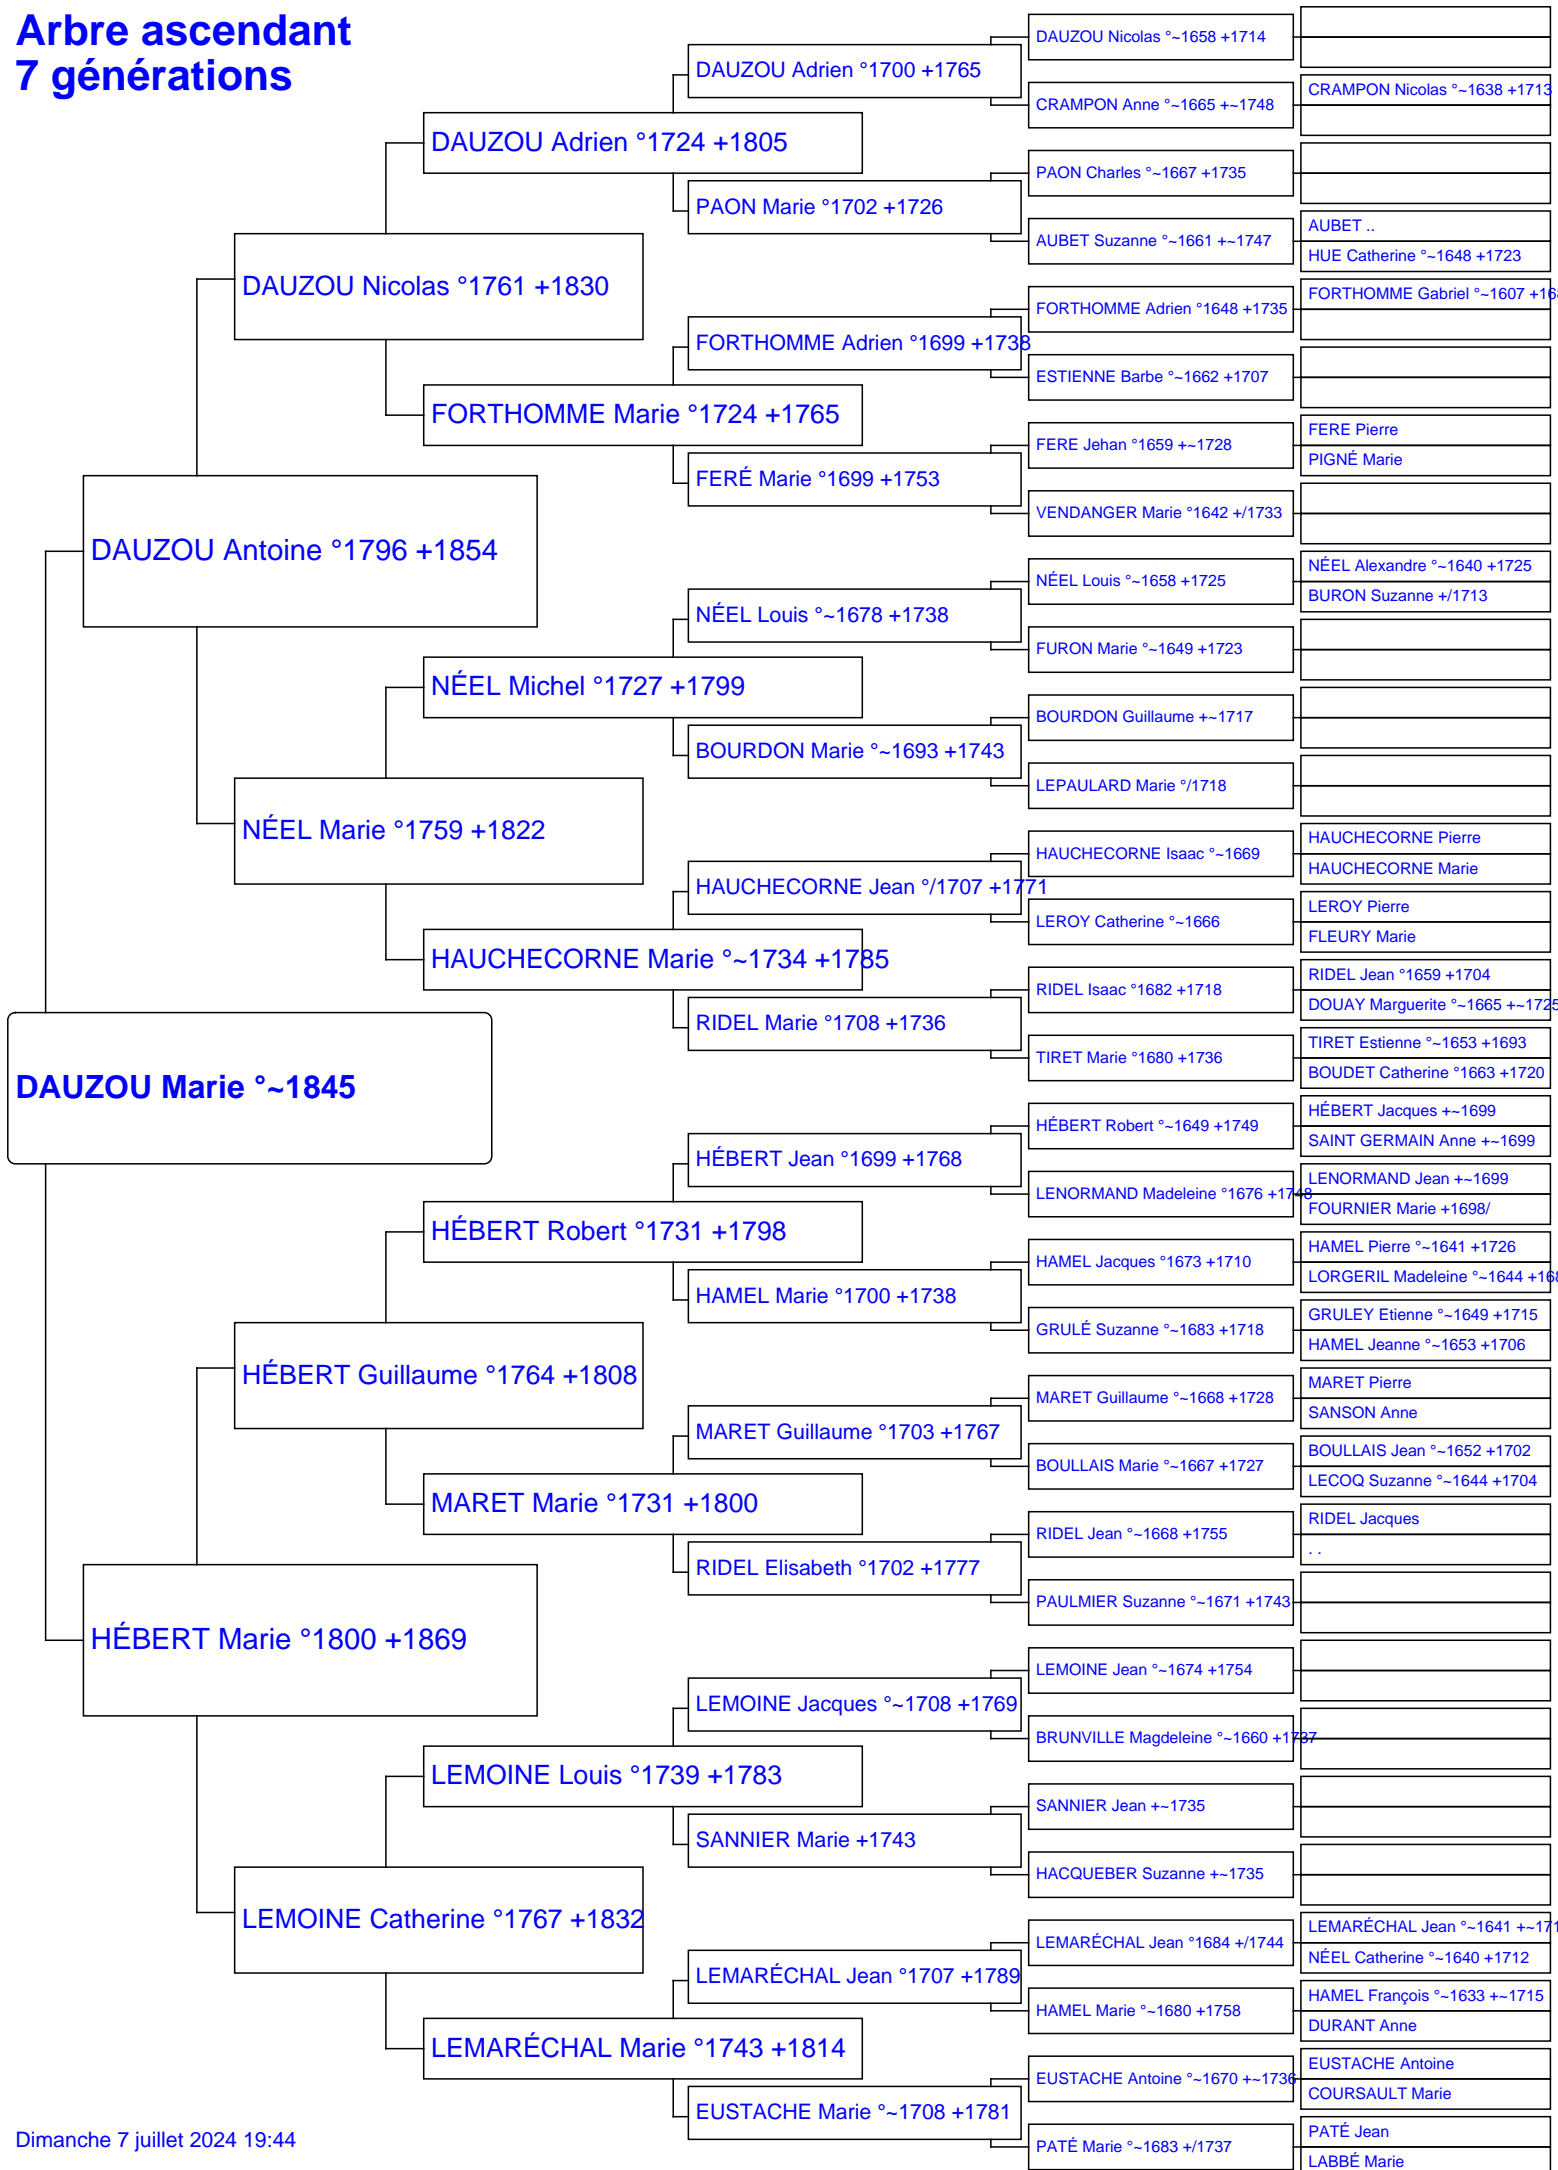 Arbre ascendant
7 générations
DAUZOU Marie °~1845
DAUZOU Antoine °1796 +1854
HÉBERT Marie °1800 +1869
DAUZOU Nicolas °1761 +1830
NÉEL Marie °1759 +1822
HÉBERT Guillaume °1764 +1808
LEMOINE Catherine °1767 +1832
DAUZOU Adrien °1724 +1805
FORTHOMME Marie °1724 +1765
NÉEL Michel °1727 +1799
HAUCHECORNE Marie °~1734 +1785
HÉBERT Robert °1731 +1798
MARET Marie °1731 +1800
LEMOINE Louis °1739 +1783
LEMARÉCHAL Marie °1743 +1814
DAUZOU Adrien °1700 +1765
PAON Marie °1702 +1726
FORTHOMME Adrien °1699 +1738
FERÉ Marie °1699 +1753
NÉEL Louis °~1678 +1738
BOURDON Marie °~1693 +1743
HAUCHECORNE Jean °/1707 +1771
RIDEL Marie °1708 +1736
HÉBERT Jean °1699 +1768
HAMEL Marie °1700 +1738
MARET Guillaume °1703 +1767
RIDEL Elisabeth °1702 +1777
LEMOINE Jacques °~1708 +1769
SANNIER Marie +1743
LEMARÉCHAL Jean °1707 +1789
EUSTACHE Marie °~1708 +1781
DAUZOU Nicolas °~1658 +1714
CRAMPON Anne °~1665 +~1748
PAON Charles °~1667 +1735
AUBET Suzanne °~1661 +~1747
FORTHOMME Adrien °1648 +1735
ESTIENNE Barbe °~1662 +1707
FERE Jehan °1659 +~1728
VENDANGER Marie °1642 +/1733
NÉEL Louis °~1658 +1725
FURON Marie °~1649 +1723
BOURDON Guillaume +~1717
LEPAULARD Marie °/1718
HAUCHECORNE Isaac °~1669
LEROY Catherine °~1666
RIDEL Isaac °1682 +1718
TIRET Marie °1680 +1736
HÉBERT Robert °~1649 +1749
LENORMAND Madeleine °1676 +1748
HAMEL Jacques °1673 +1710
GRULÉ Suzanne °~1683 +1718
MARET Guillaume °~1668 +1728
BOULLAIS Marie °~1667 +1727
RIDEL Jean °~1668 +1755
PAULMIER Suzanne °~1671 +1743
LEMOINE Jean °~1674 +1754
BRUNVILLE Magdeleine °~1660 +1737
SANNIER Jean +~1735
HACQUEBER Suzanne +~1735
LEMARÉCHAL Jean °1684 +/1744
HAMEL Marie °~1680 +1758
EUSTACHE Antoine °~1670 +~1736
PATÉ Marie °~1683 +/1737
CRAMPON Nicolas °~1638 +1713
AUBET ..
HUE Catherine °~1648 +1723
FORTHOMME Gabriel °~1607
FERE Pierre
PIGNÉ Marie
NÉEL Alexandre °~1640 +1725
BURON Suzanne +/1713
HAUCHECORNE Pierre
HAUCHECORNE Marie
LEROY Pierre
FLEURY Marie
RIDEL Jean °1659 +1704
DOUAY Marguerite °~1665 +~1725
TIRET Estienne °~1653 +1693
BOUDET Catherine °1663 +1720
HÉBERT Jacques +~1699
SAINT GERMAIN Anne +~1699
LENORMAND Jean +~1699
FOURNIER Marie +1698/
HAMEL Pierre °~1641 +1726
LORGERIL Madeleine °~1644
GRULEY Etienne °~1649 +1715
HAMEL Jeanne °~1653 +1706
MARET Pierre
SANSON Anne
BOULLAIS Jean °~1652 +1702
LECOQ Suzanne °~1644 +1704
RIDEL Jacques
. .
LEMARÉCHAL Jean °~1641
NÉEL Catherine °~1640 +1712
HAMEL François °~1633 +~1715
DURANT Anne
EUSTACHE Antoine
COURSAULT Marie
PATÉ Jean
LABBÉ Marie
Dimanche 7 juillet 2024 19:44